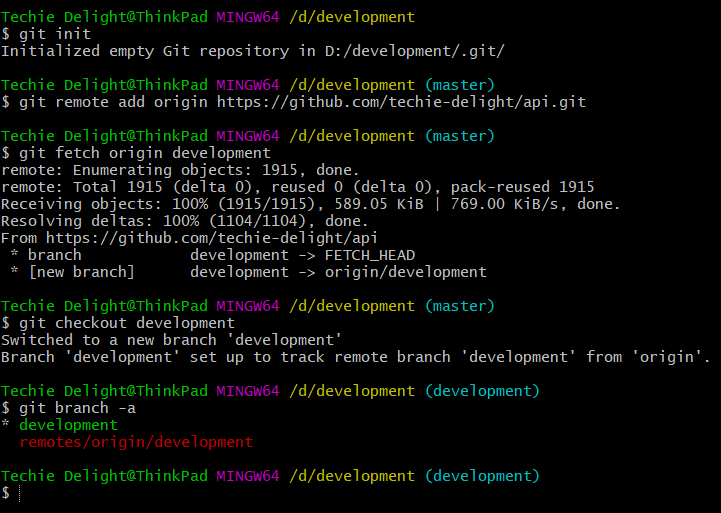 Techie Delight@ThinkPad MINGW64 /d/development
$ git init
Initialized empty Git repository in D:/development/.git/
Techie Delight@ThinkPad MINGW64 /d/development (master)
$ git remote add origin https://github.com/techie-delight/api.git
Techie Delight@ThinkPad MINGW64 /d/development (master)
$ git fetch origin development
remote: Enumerating objects: 1915, done.
remote: Total 1915 (delta 0), reused 0 (delta 0), pack-reused 1915
Receiving objects: 100% (1915/1915), 589.05 KiB | 769.00 KiB/s, done.
Resolving deltas: 100% (1104/1104), done.
From https://github.com/techie-delight/api
 * branch            development -> FETCH_HEAD
 * [new branch]      development -> origin/development
Techie Delight@ThinkPad MINGW64 /d/development (master)
$ git checkout development
Switched to a new branch 'development'
Branch 'development' set up to track remote branch 'development' from 'origin'.
Techie Delight@ThinkPad MINGW64 /d/development (development)
$ git branch -a
* development
  remotes/origin/development
Techie Delight@ThinkPad MINGW64 /d/development (development)
$